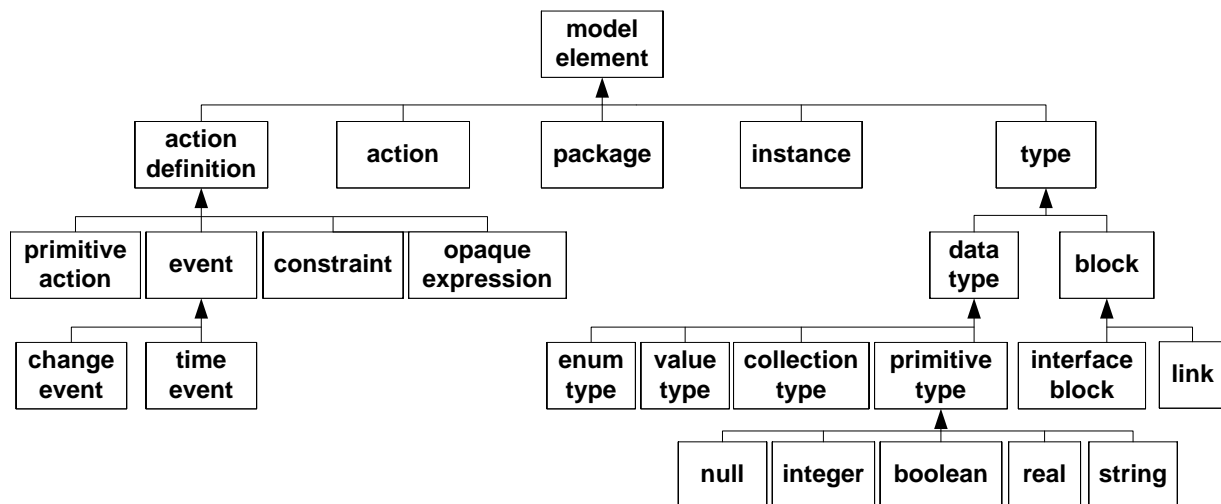 model
element
action
definition
action
package
instance
type
primitive
action
event
constraint
opaque
expression
data
type
block
change
event
time
event
enum
type
value
type
collection
type
primitive
type
interface
block
link
null
integer
boolean
real
string